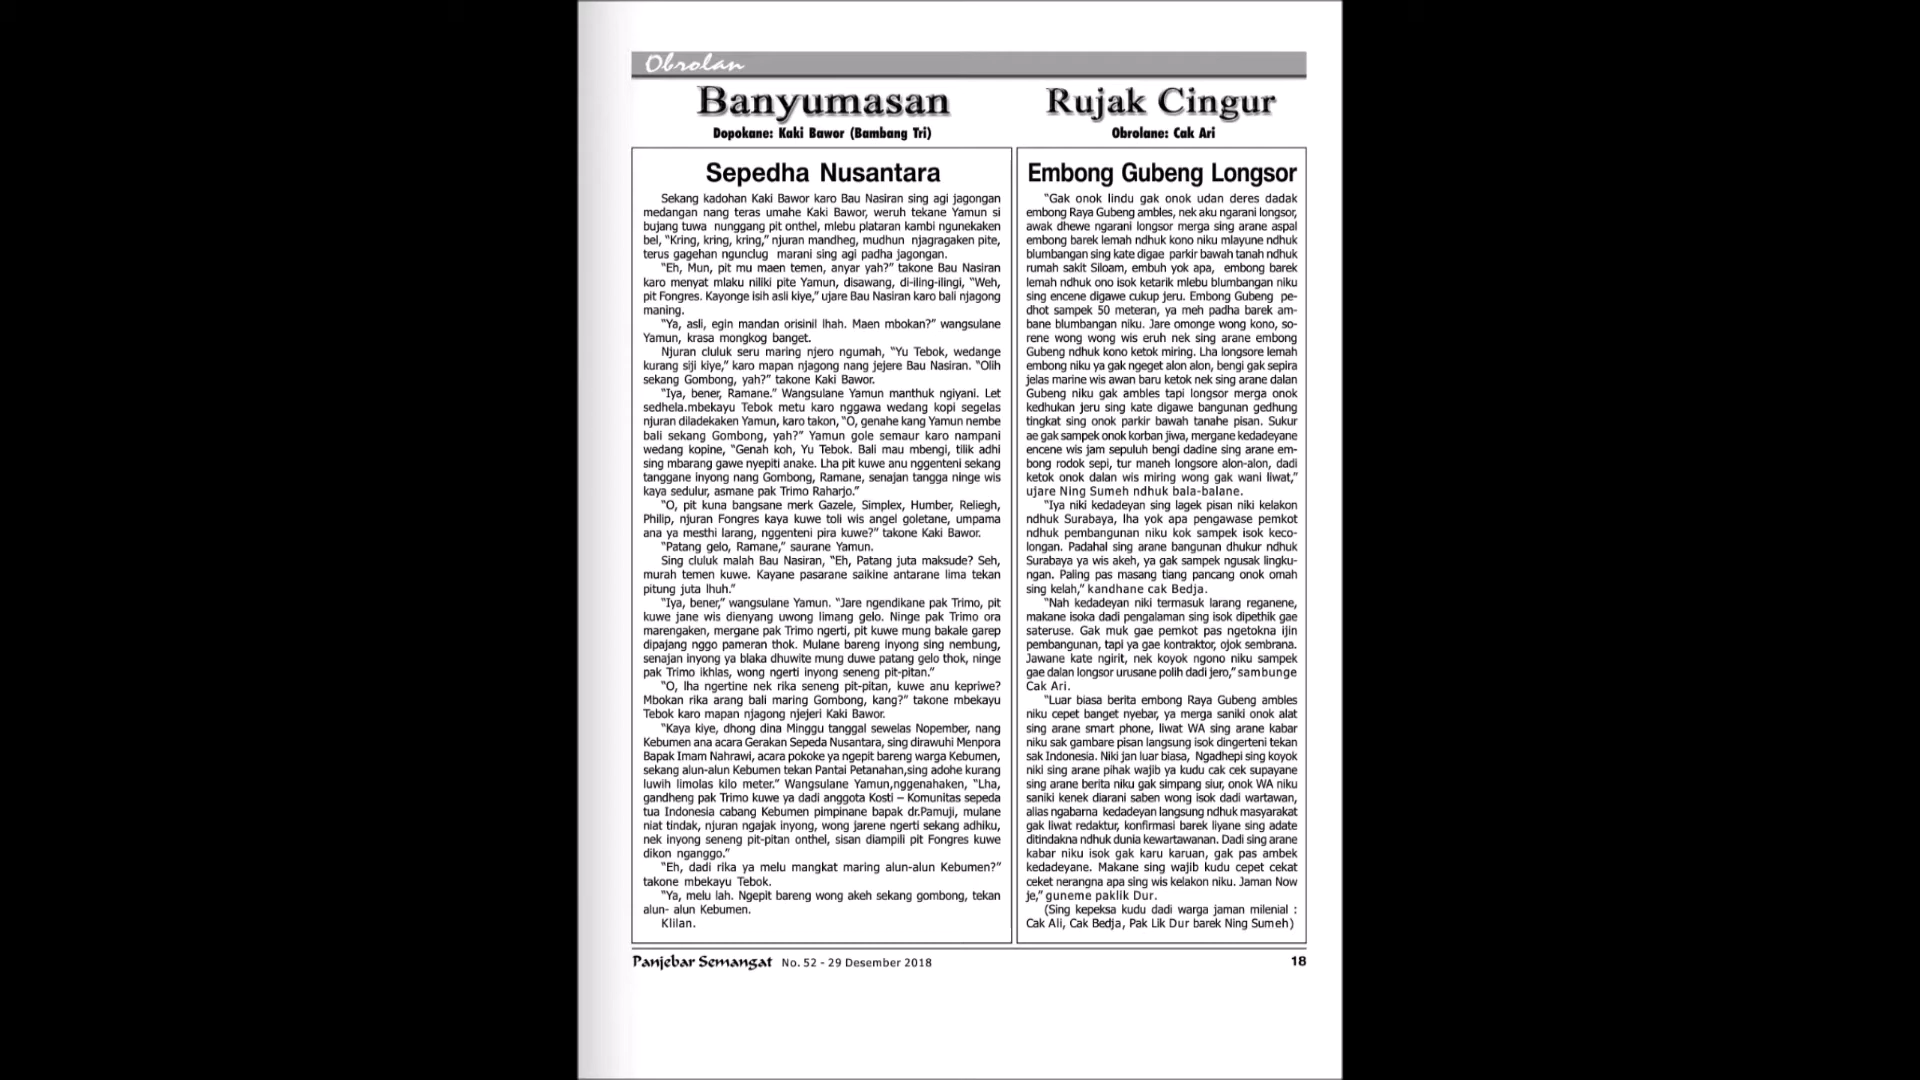 Obrolan
Banyumasan
Dopokane: Kaki Bawor (Bambang Tri)
Sepedha Nusantara
Sekang kadohan Kaki Bawor karo Bau Nasiran sing agi jagongan
medangan nang teras umahe Kaki Bawor, weruh tekane Yamun si
bujang tuwa nunggang pit onthel, mlebu plataran kambi ngunekaken
bel, “Kring, kring, kring,” njuran mandheg, mudhun njagragaken pite,
terus gagehan ngunclug marani sing agi padha jagongan.
“Eh, Mun, pit mu maen temen, anyar yah?” takone Bau Nasiran
karo menyat mlaku niliki pite Yamun, disawang, di-iling-ilingi, “Weh,
pit Fongres. Kayonge isih asli kiye,” ujare Bau Nasiran karo bali njagong
maning.
“Ya, asli, egin mandan orisinil lhah. Maen mbokan?” wangsulane
Yamun, krasa mongkog banget.
Njuran cluluk seru maring njero ngumah, “Yu Tebok, wedange
kurang siji kiye,” karo mapan njagong nang jejere Bau Nasiran. “Olih
sekang Gombong, yah?” takone Kaki Bawor.
“Iya, bener, Ramane.” Wangsulane Yamun manthuk ngiyani. Let
sedhela.mbekayu Tebok metu karo nggawa wedang kopi segelas
njuran diladekaken Yamun, karo takon, “O, genahe kang Yamun nembe
bali sekang Gombong, yah?” Yamun gole semaur karo nampani
wedang kopine, “Genah koh, Yu Tebok. Bali mau mbengi, tilik adhi
sing mbarang gawe nyepiti anake. Lha pit kuwe anu nggenteni sekang
tanggane inyong nang Gombong, Ramane, senajan tangga ninge wis
kaya sedulur, asmane pak Trimo Raharjo.”
“O, pit kuna bangsane merk Gazele, Simplex, Humber, Reliegh,
Philip, njuran Fongres kaya kuwe toli wis angel goletane, umpama
ana ya mesthi larang, nggenteni pira kuwe?” takone Kaki Bawor.
“Patang gelo, Ramane,” saurane Yamun.
Sing cluluk malah Bau Nasiran, “Eh, Patang juta maksude? Seh,
murah temen kuwe. Kayane pasarane saikine antarane lima tekan
pitung juta lhuh.”
“Iya, bener,” wangsulane Yamun. “Jare ngendikane pak Trimo, pit
kuwe jane wis dienyang uwong limang gelo. Ninge pak Trimo ora
marengaken, mergane pak Trimo ngerti, pit kuwe mung bakale garep
dipajang nggo pameran thok. Mulane bareng inyong sing nembung,
senajan inyong ya blaka dhuwite mung duwe patang gelo thok, ninge
pak Trimo ikhlas, wong ngerti inyong seneng pit-pitan.”
“O, lha ngertine nek rika seneng pit-pitan, kuwe anu kepriwe?
Mbokan rika arang bali maring Gombong, kang?” takone mbekayu
Tebok karo mapan njagong njejeri Kaki Bawor.
“Kaya kiye, dhong dina Minggu tanggal sewelas Nopember, nang
Kebumen ana acara Gerakan Sepeda Nusantara, sing dirawuhi Menpora
Bapak Imam Nahrawi, acara pokoke ya ngepit bareng warga Kebumen,
sekang alun-alun Kebumen tekan Pantai Petanahan,sing adohe kurang
luwih limolas kilo meter.” Wangsulane Yamun,nggenahaken, “Lha,
gandheng pak Trimo kuwe ya dadi anggota Kosti – Komunitas sepeda
tua Indonesia cabang Kebumen pimpinane bapak dr.Pamuji, mulane
niat tindak, njuran ngajak inyong, wong jarene ngerti sekang adhiku,
nek inyong seneng pit-pitan onthel, sisan diampili pit Fongres kuwe
dikon nganggo.”
“Eh, dadi rika ya melu mangkat maring alun-alun Kebumen?”
takone mbekayu Tebok.
“Ya, melu lah. Ngepit bareng wong akeh sekang gombong, tekan
alun- alun Kebumen.
Klilan.
Rujak Cingur
Obrolane: Cak Ari
Embong Gubeng Longsor
“Gak onok lindu gak onok udan deres dadak
embong Raya Gubeng ambles, nek aku ngarani longsor,
awak dhewe ngarani longsor merga sing arane aspal
embong barek lemah ndhuk kono niku mlayune ndhuk
blumbangan sing kate digae parkir bawah tanah ndhuk
rumah sakit Siloam, embuh yok apa, embong barek
lemah ndhuk ono isok ketarik mlebu blumbangan niku
sing encene digawe cukup jeru. Embong Gubeng pe-
dhot sampek 50 meteran, ya meh padha barek am-
bane blumbangan niku. Jare omonge wong kono, so-
rene wong wong wis eruh nek sing arane embong
Gubeng ndhuk kono ketok miring. Lha longsore lemah
embong niku ya gak ngeget alon alon, bengi gak sepira
jelas marine wis awan baru ketok nek sing arane dalan
Gubeng niku gak ambles tapi longsor merga onok
kedhukan jeru sing kate digawe bangunan gedhung
tingkat sing onok parkir bawah tanahe pisan. Sukur
ae gak sampek onok korban jiwa, mergane kedadeyane
encene wis jam sepuluh bengi dadine sing arane em-
bong rodok sepi, tur maneh longsore alon-alon, dadi
ketok onok dalan wis miring wong gak wani liwat,”
ujare Ning Sumeh ndhuk bala-balane.
“Iya niki kedadeyan sing lagek pisan niki kelakon
ndhuk Surabaya, lha yok apa pengawase pemkot
ndhuk pembangunan niku kok sampek isok keco-
longan. Padahal sing arane bangunan dhukur ndhuk
Surabaya ya wis akeh, ya gak sampek ngusak lingku-
ngan. Paling pas masang tiang pancang onok omah
sing kelah,” kandhane cak Bedja.
“Nah kedadeyan niki termasuk larang reganene,
makane isoka dadi pengalaman sing isok dipethik gae
sateruse. Gak muk gae pemkot pas ngetokna ijin
pembangunan, tapi ya gae kontraktor, ojok sembrana.
Jawane kate ngirit, nek koyok ngono niku sampek
gae dalan longsor urusane polih dadi jero,” sambunge
Cak Ari.
“Luar biasa berita embong Raya Gubeng ambles
niku cepet banget nyebar, ya merga saniki onok alat
sing arane smart phone, liwat WA sing arane kabar
niku sak gambare pisan langsung isok dingerteni tekan
sak Indonesia. Niki jan luar biasa, Ngadhepi sing koyok
niki sing arane pihak wajib ya kudu cak cek supayane
sing arane berita niku gak simpang siur, onok WA niku
saniki kenek diarani saben wong isok dadi wartawan,
alias ngabarna kedadeyan langsung ndhuk masyarakat
gak liwat redaktur, konfirmasi barek liyane sing adate
ditindakna ndhuk dunia kewartawanan. Dadi sing arane
kabar niku isok gak karu karuan, gak pas ambek
kedadeyane. Makane sing wajib kudu cepet cekat
ceket nerangna apa sing wis kelakon niku. Jaman Now
je,” guneme paklik Dur.
(Sing kepeksa kudu dadi warga jaman milenial :
Cak Ali, Cak Bedja, Pak Lik Dur barek Ning Sumeh)
Panjebar Semangat No. 52 - 29 Desember 2018
18